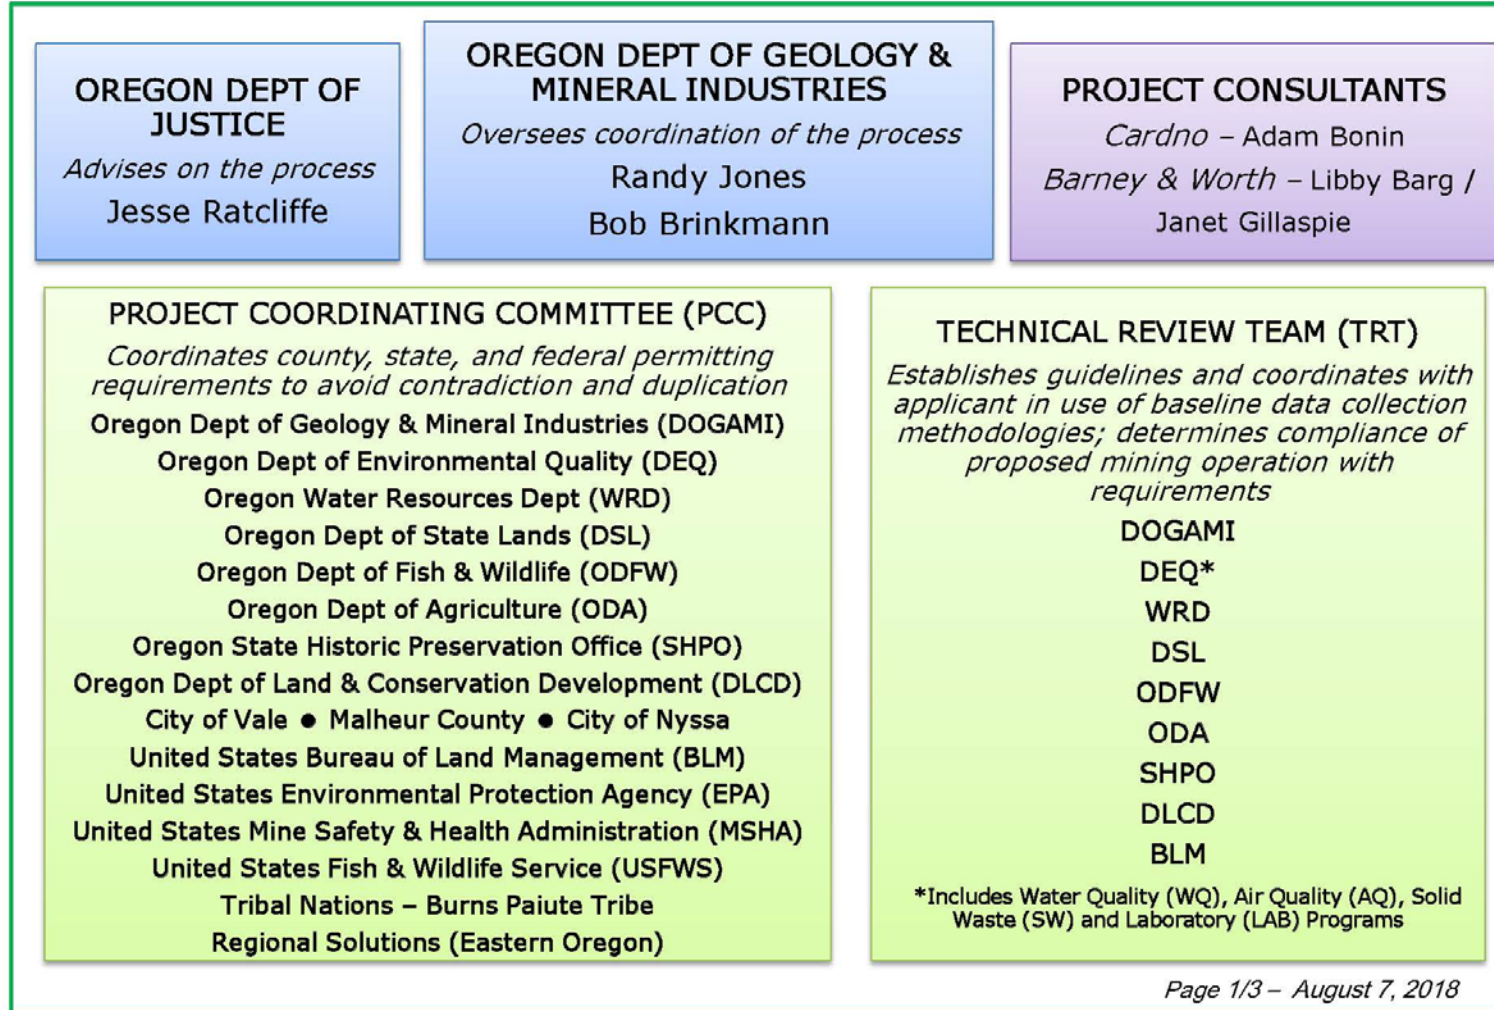 OREGON DEPT OF
JUSTICE
Advises on the process
Jesse Ratcliffe
OREGON DEPT OF GEOLOGY &
MINERAL INDUSTRIES
Oversees coordination of the process
Randy Jones
Bob Brinkmann
PROJECT CONSULTANTS
Cardno – Adam Bonin
Barney & Worth – Libby Barg /
Janet Gillaspie
PROJECT COORDINATING COMMITTEE (PCC)
Coordinates county, state, and federal permitting
requirements to avoid contradiction and duplication
Oregon Dept of Geology & Mineral Industries (DOGAMI)
Oregon Dept of Environmental Quality (DEQ)
Oregon Water Resources Dept (WRD)
Oregon Dept of State Lands (DSL)
Oregon Dept of Fish & Wildlife (ODFW)
Oregon Dept of Agriculture (ODA)
Oregon State Historic Preservation Office (SHPO)
Oregon Dept of Land & Conservation Development (DLCD)
City of Vale ● Malheur County ● City of Nyssa
United States Bureau of Land Management (BLM)
United States Environmental Protection Agency (EPA)
United States Mine Safety & Health Administration (MSHA)
United States Fish & Wildlife Service (USFWS)
Tribal Nations – Burns Paiute Tribe
Regional Solutions (Eastern Oregon)
TECHNICAL REVIEW TEAM (TRT)
Establishes guidelines and coordinates with
applicant in use of baseline data collection
methodologies; determines compliance of
proposed mining operation with
requirements
DOGAMI
DEQ*
WRD
DSL
ODFW
ODA
SHPO
DLCD
BLM
*Includes Water Quality (WQ), Air Quality (AQ), Solid
Waste (SW) and Laboratory (LAB) Programs
Page 1/3 – August 7, 2018